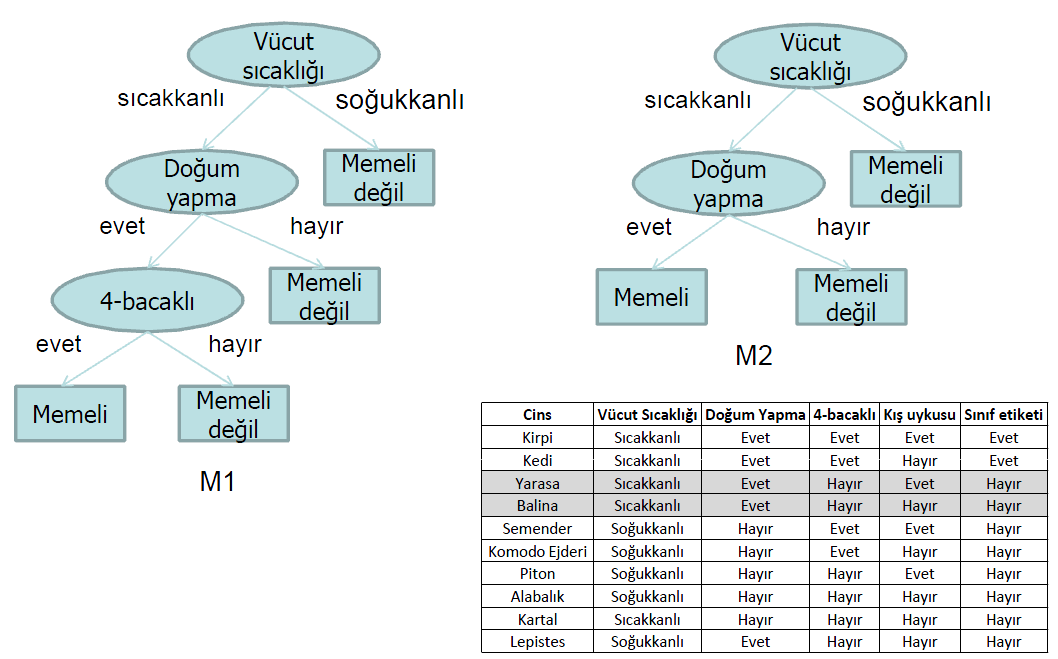 Vücut
sıcaklığı
sıcakkanlı
soğukkanlı
Doğum
yapma
Memeli
değil
evet
hayır
4-bacaklı
Memeli
değil
evet
hayır
Memeli
Memeli
değil
M1
Vücut
sıcaklığı
sıcakkanlı
soğukkanlı
Doğum
yapma
Memeli
değil
evet
hayır
Memeli
Memeli
değil
M2
Cins Vücut Sıcaklığı Doğum Yapma 4-bacaklı Kış uykusu Sınıf etiketi
Kirpi Sıcakkanlı Evet Evet Evet Evet
Kedi Sıcakkanlı Evet Evet Hayır Evet
Yarasa Sıcakkanlı Evet Hayır Evet Hayır
Balina Sıcakkanlı Evet Hayır Hayır Hayır
Semender Soğukkanlı Hayır Evet Evet Hayır
Komodo Ejderi Soğukkanlı Hayır Evet Hayır Hayır
Piton Soğukkanlı Hayır Hayır Evet Hayır
Alabalık Soğukkanlı Hayır Hayır Hayır Hayır
Kartal Sıcakkanlı Hayır Hayır Hayır Hayır
Lepistes Soğukkanlı Evet Hayır Hayır Hayır